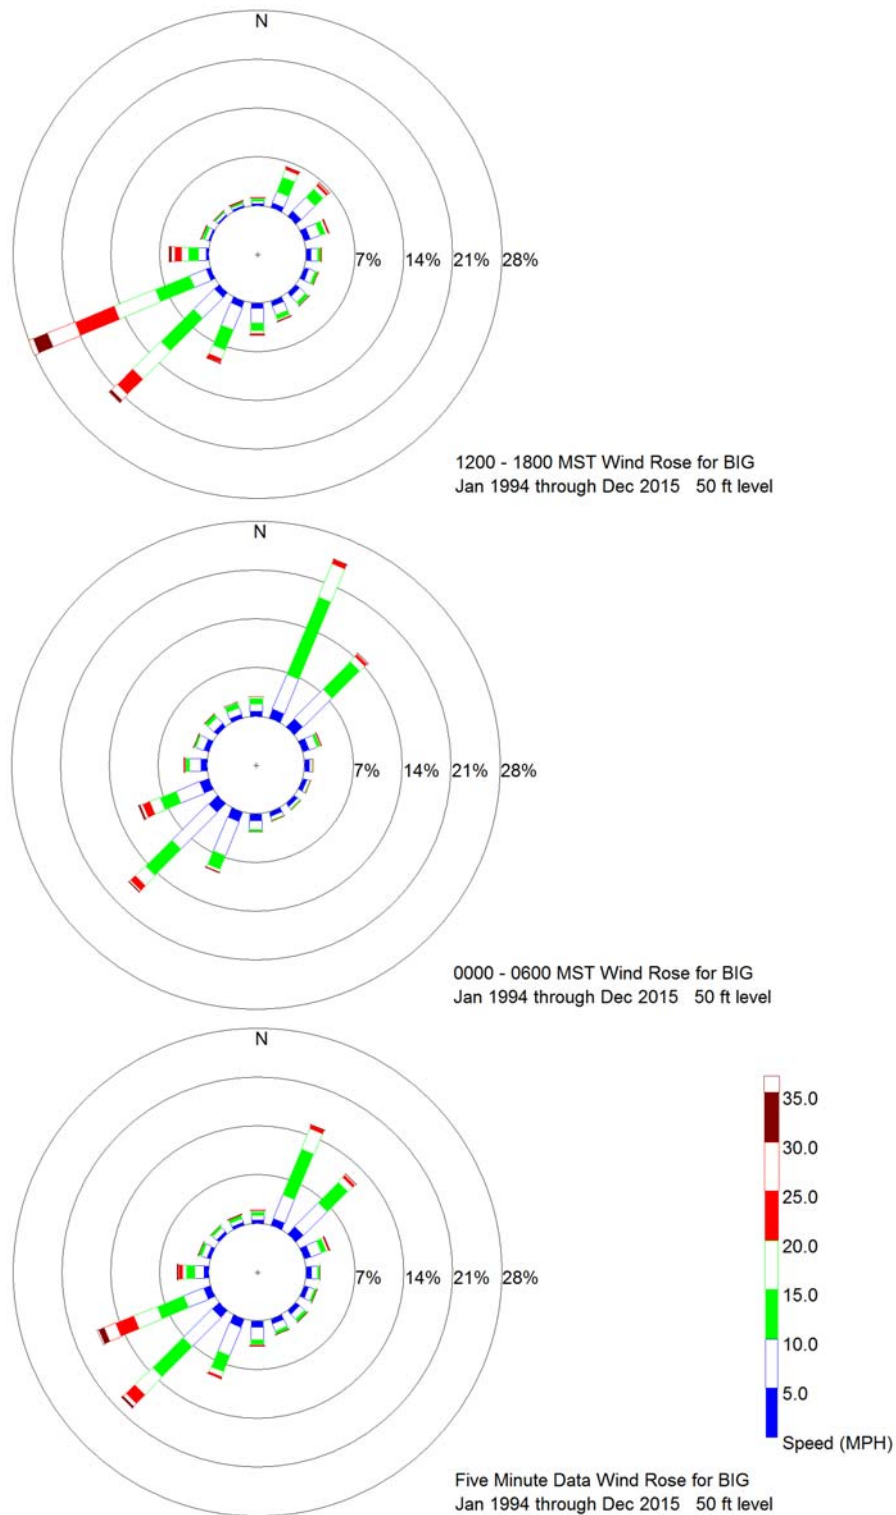 N
7% 14% 21% 28%
1200 - 1800 MST Wind Rose for BIG
Jan 1994 through Dec 2015 50 ft level
N
7% 14% 21% 28%
0000 - 0600 MST Wind Rose for BIG
Jan 1994 through Dec 2015 50 ft level
N
7% 14% 21% 28%
35.0
30.0
25.0
20.0
15.0
10.0
5.0
Speed (MPH)
Five Minute Data Wind Rose for BIG
Jan 1994 through Dec 2015 50 ft level